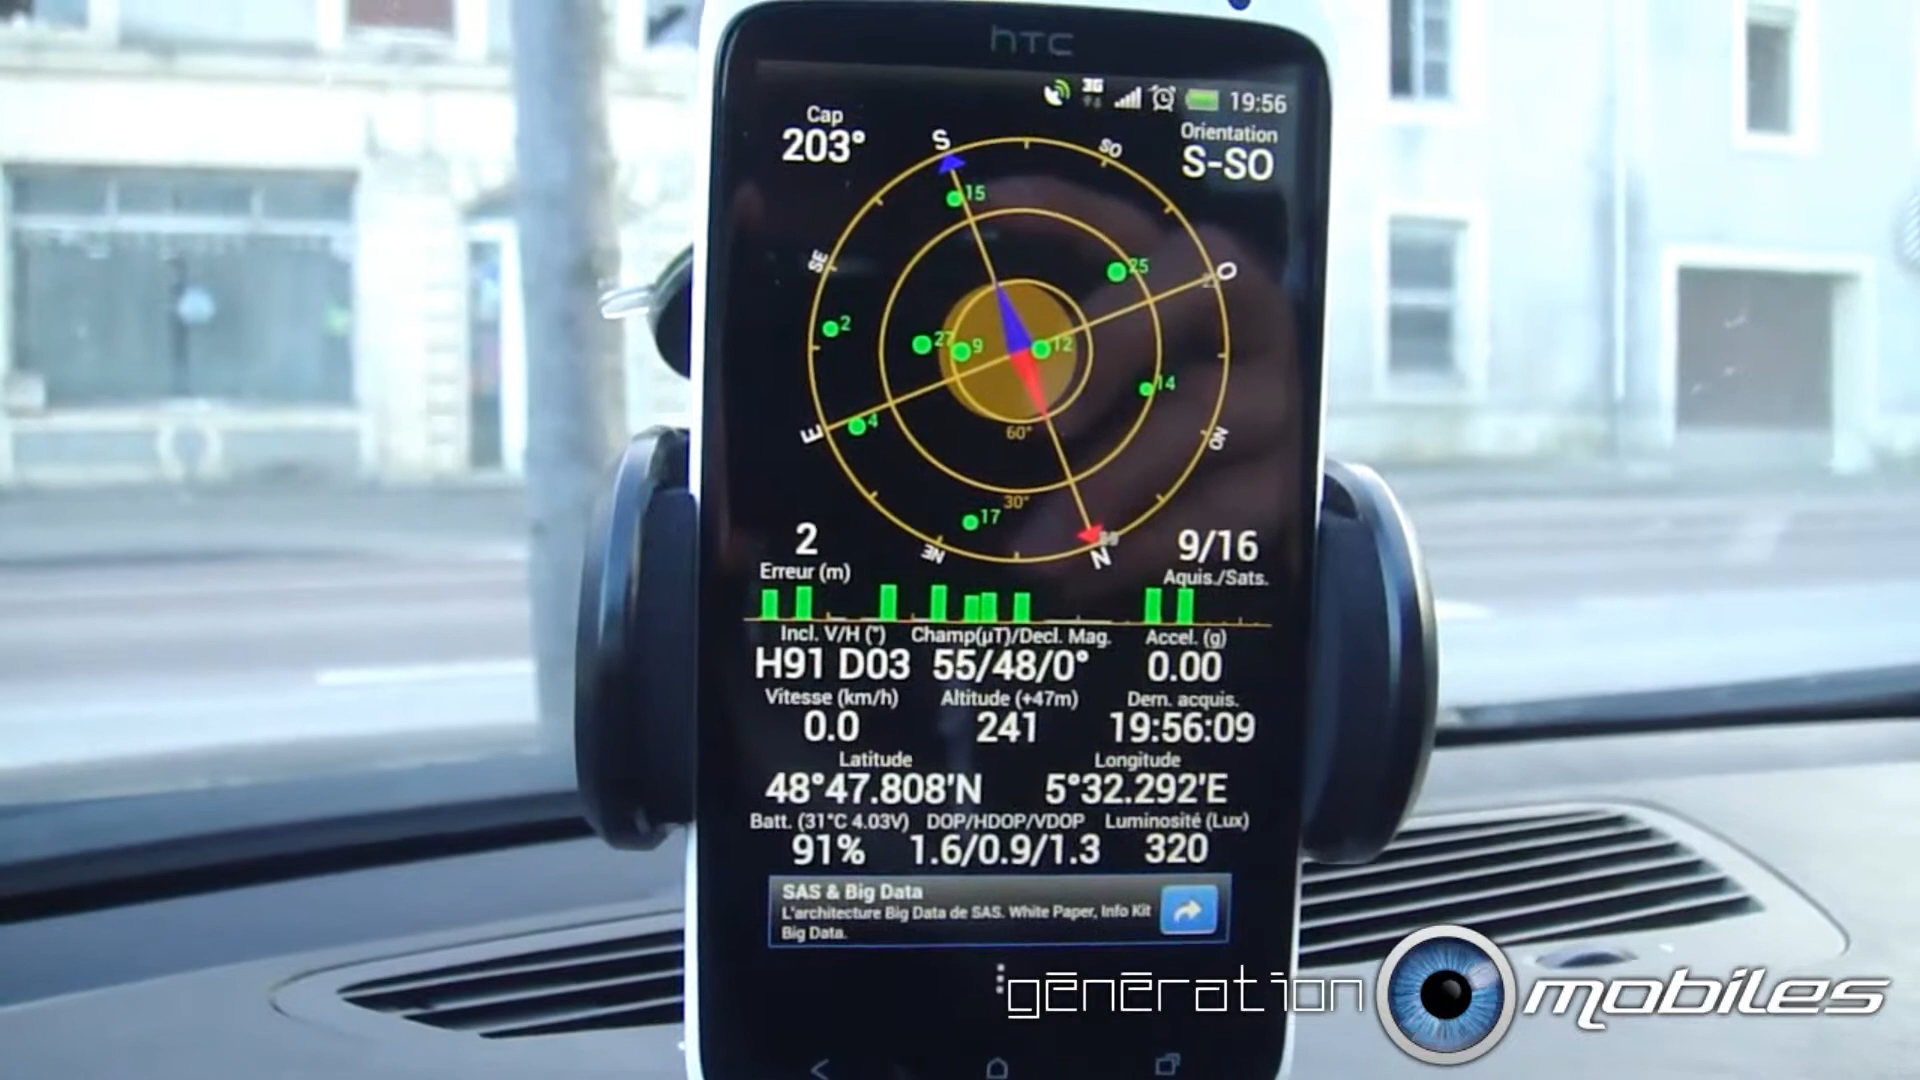 hTC
3G 19:56
Cap
203°
Orientation
S-SO
S
SO
15
SE
25
O
2
27
9
12
14
E
4
60°
NO
30°
17
NE
N
2
Erreur (m)
9/16
Aquis./Sats.
Incl. V/H (°) Champ(µT)/Decl. Mag. Accel. (g)
H91 D03 55/48/0° 0.00
Vitesse (km/h) Altitude (+47m) Dern. acquis.
0.0 241 19:56:09
Latitude Longitude
48°47.808'N 5°32.292'E
Batt. (31°C 4.03V) DOP/HDOP/VDOP Luminosité (Lux)
91% 1.6/0.9/1.3 320
SAS & Big Data
L'architecture Big Data de SAS. White Paper, Info Kit
Big Data.
génération mobiles